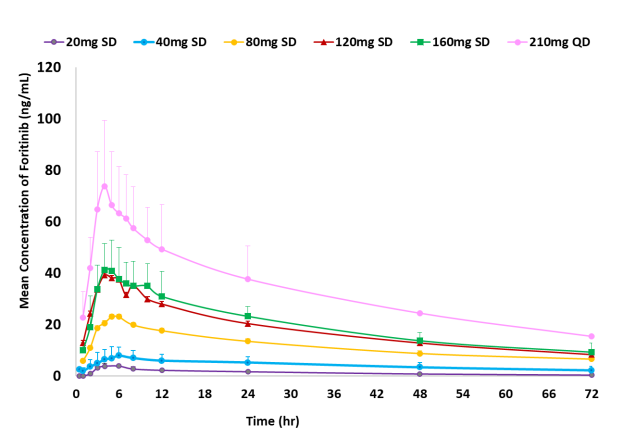 20mg SD 40mg SD 80mg SD 120mg SD 160mg SD 210mg QD
Mean Concentration of Foritinib (ng/mL)
120
100
80
60
40
20
0
0 6 12 18 24 30 36 42 48 54 60 66 72
Time (hr)